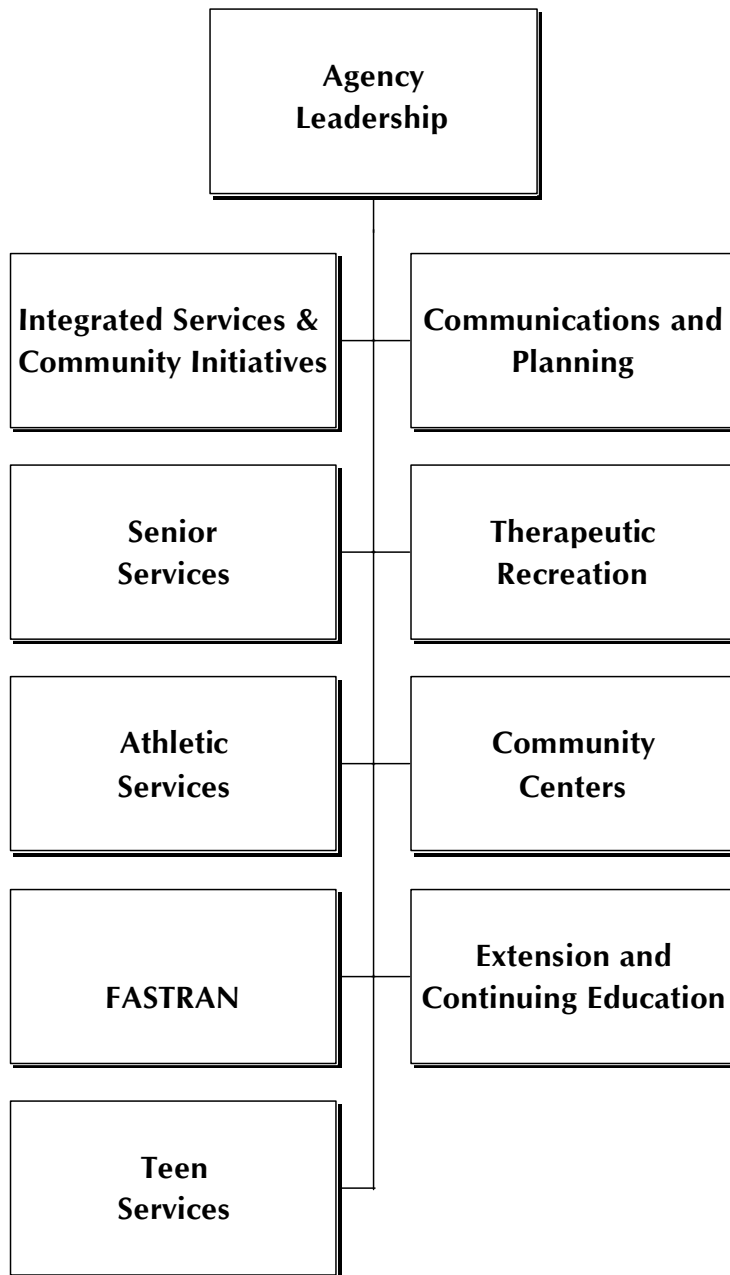 Agency
Leadership
Integrated Services &
Community Initiatives
Communications and
Planning
Senior
Services
Therapeutic
Recreation
Athletic
Services
Community
Centers
FASTRAN
Extension and
Continuing Education
Teen
Services